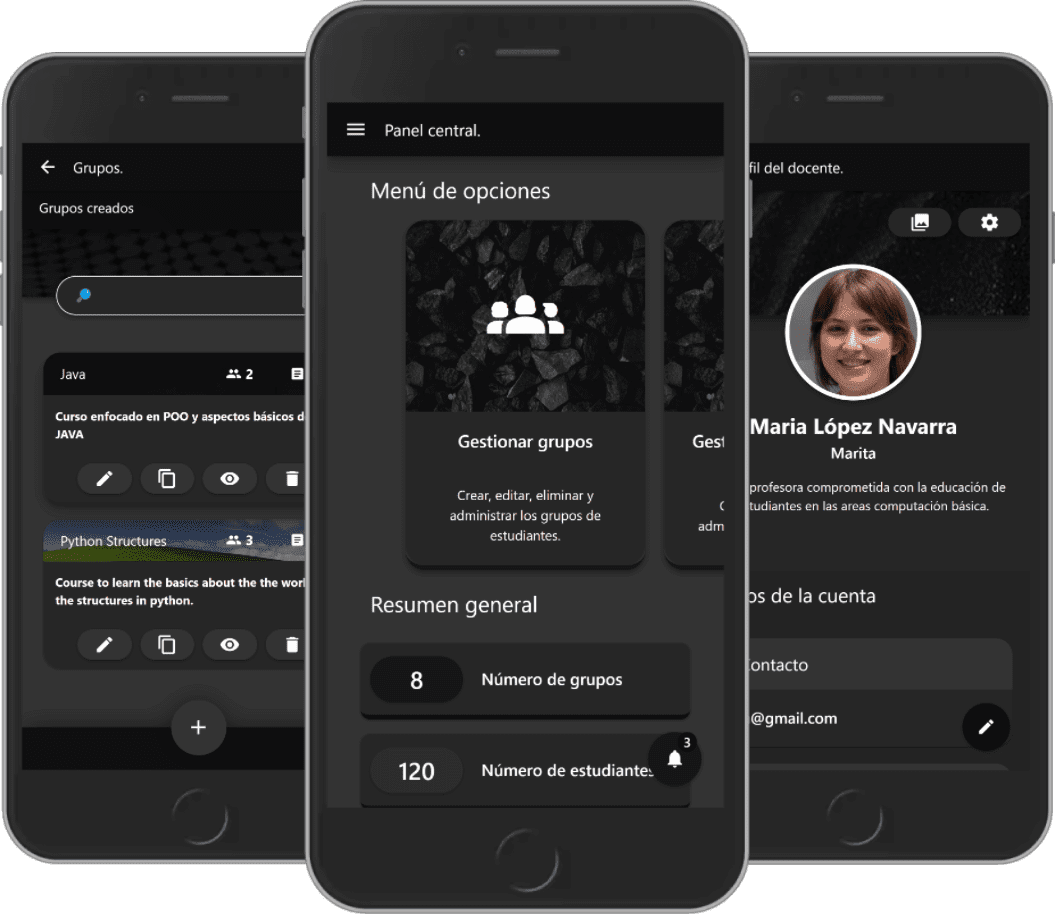 Grupos.
Grupos creados
Java
2
Curso enfocado en POO y aspectos básicos d
JAVA
Python Structures
3
Course to learn the basics about the the worl
the structures in python.
+
Panel central.
Menú de opciones
Gestionar grupos
Crear, editar, eliminar y
administrar los grupos de
estudiantes.
Gest
C
adm
Resumen general
8
Número de grupos
120
Número de estudiantes
3
fil del docente.
Maria López Navarra
Marita
profesora comprometida con la educación de
tudiantes en las areas computación básica.
os de la cuenta
ontacto
@gmail.com